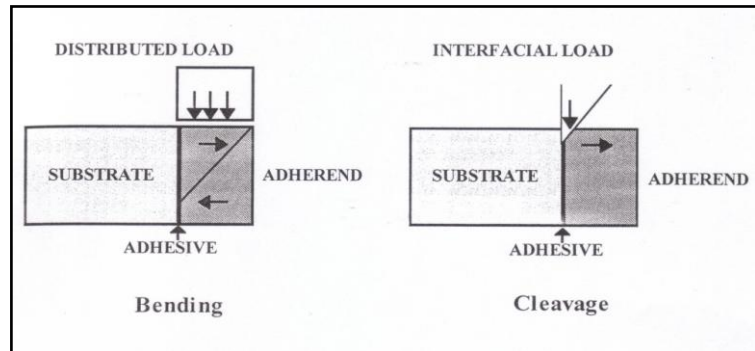 DISTRIBUTED LOAD
SUBSTRATE
ADHEREND
ADHESIVE
Bending
INTERFACIAL LOAD
SUBSTRATE
ADHEREND
ADHESIVE
Cleavage